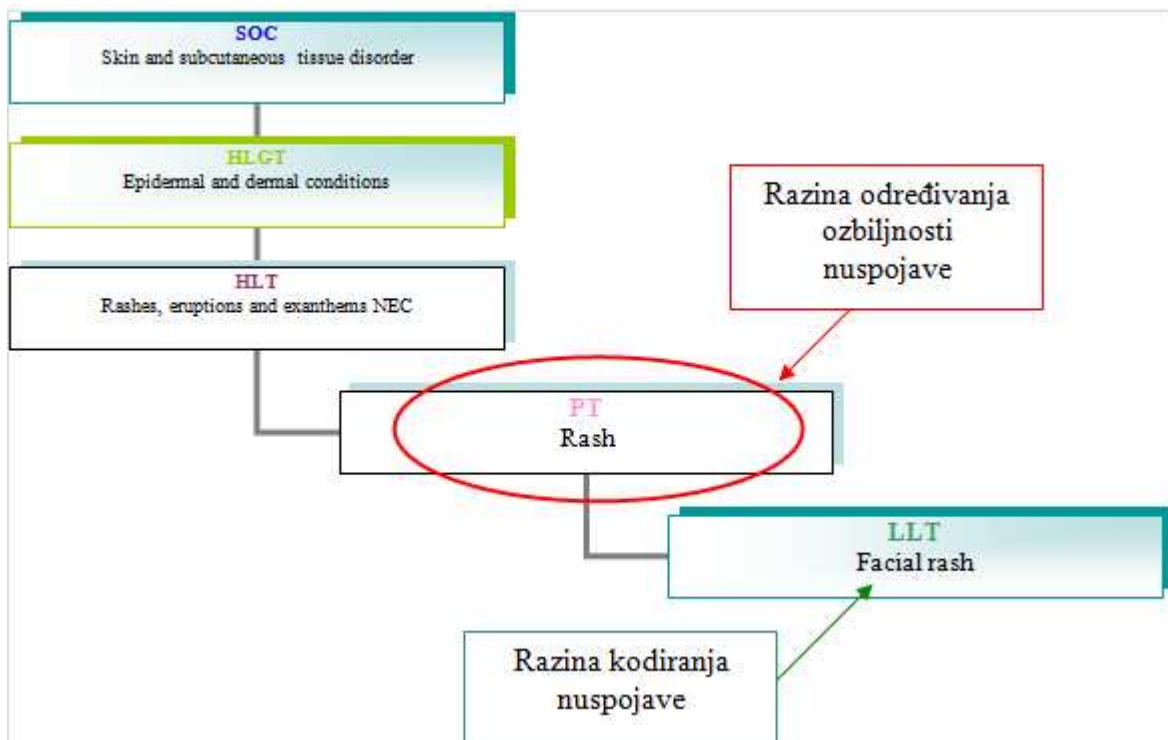 SOC
Skin and subcutaneous tissue disorder
HLGT
Epidermal and dermal conditions
HLT
Rashes, eruptions and exanthems NEC
Razina određivanja
ozbiljnosti
nuspojave
PT
Rash
LLT
Facial rash
Razina kodiranja
nuspojave